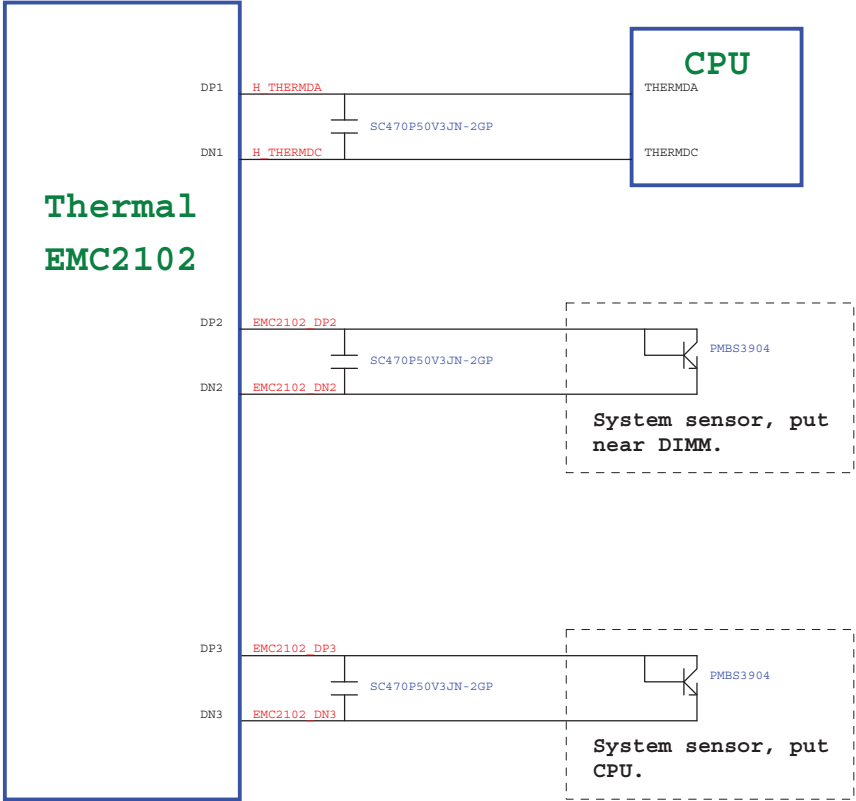 CPU
DP1 H_THERMDA THERMDA
SC470P50V3JN-2GP
DN1 H_THERMDC THERMDC
Thermal
EMC2102
DP2 EMC2102_DP2
PMBS3904
SC470P50V3JN-2GP
DN2 EMC2102_DN2
System sensor, put
near DIMM.
DP3 EMC2102_DP3
PMBS3904
SC470P50V3JN-2GP
DN3 EMC2102_DN3
System sensor, put
CPU.